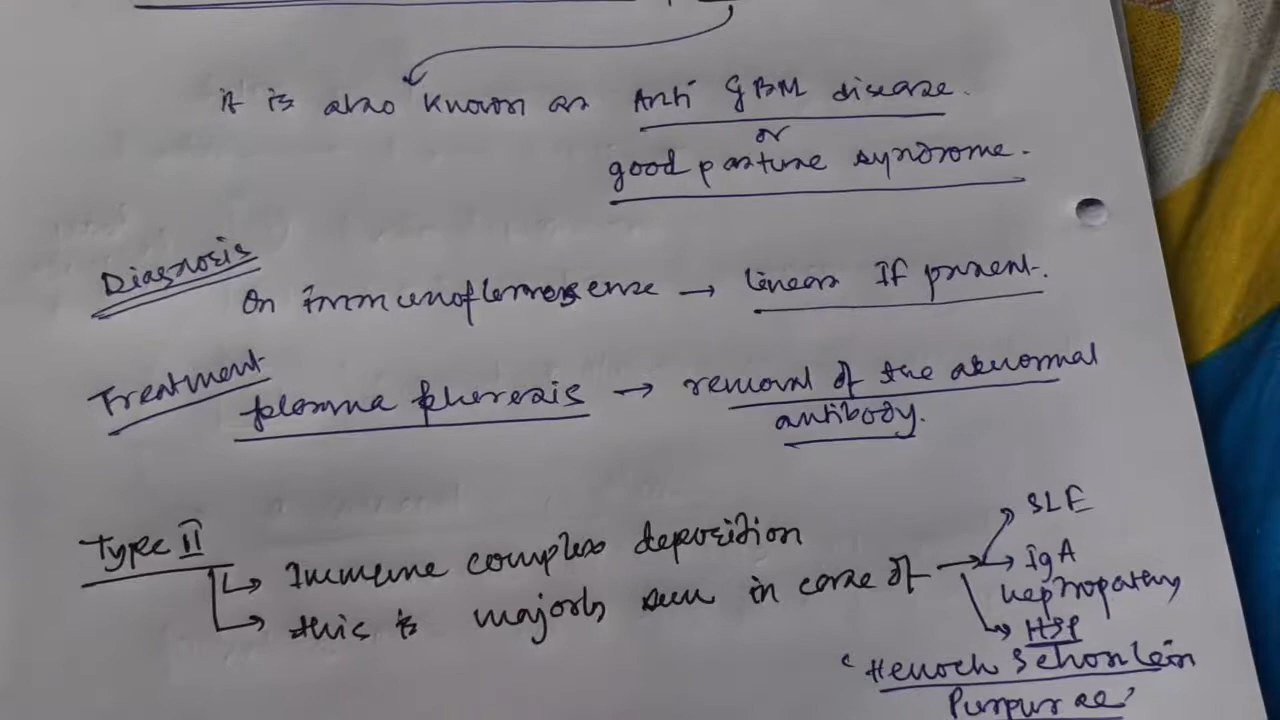 it is also known as Anti GBM disease.
or
good pasture syndrome.
Diagnosis
On → linear If present.
Treatment
plasma pheresis → removal of the abnormal
antibody.
Type II
↳ Immune complex deposition
↳ this is majorly seen in case of → SLE
→ IgA
Nephropathy
↳ HSP
'Henoch Schonlein
Purpurae'